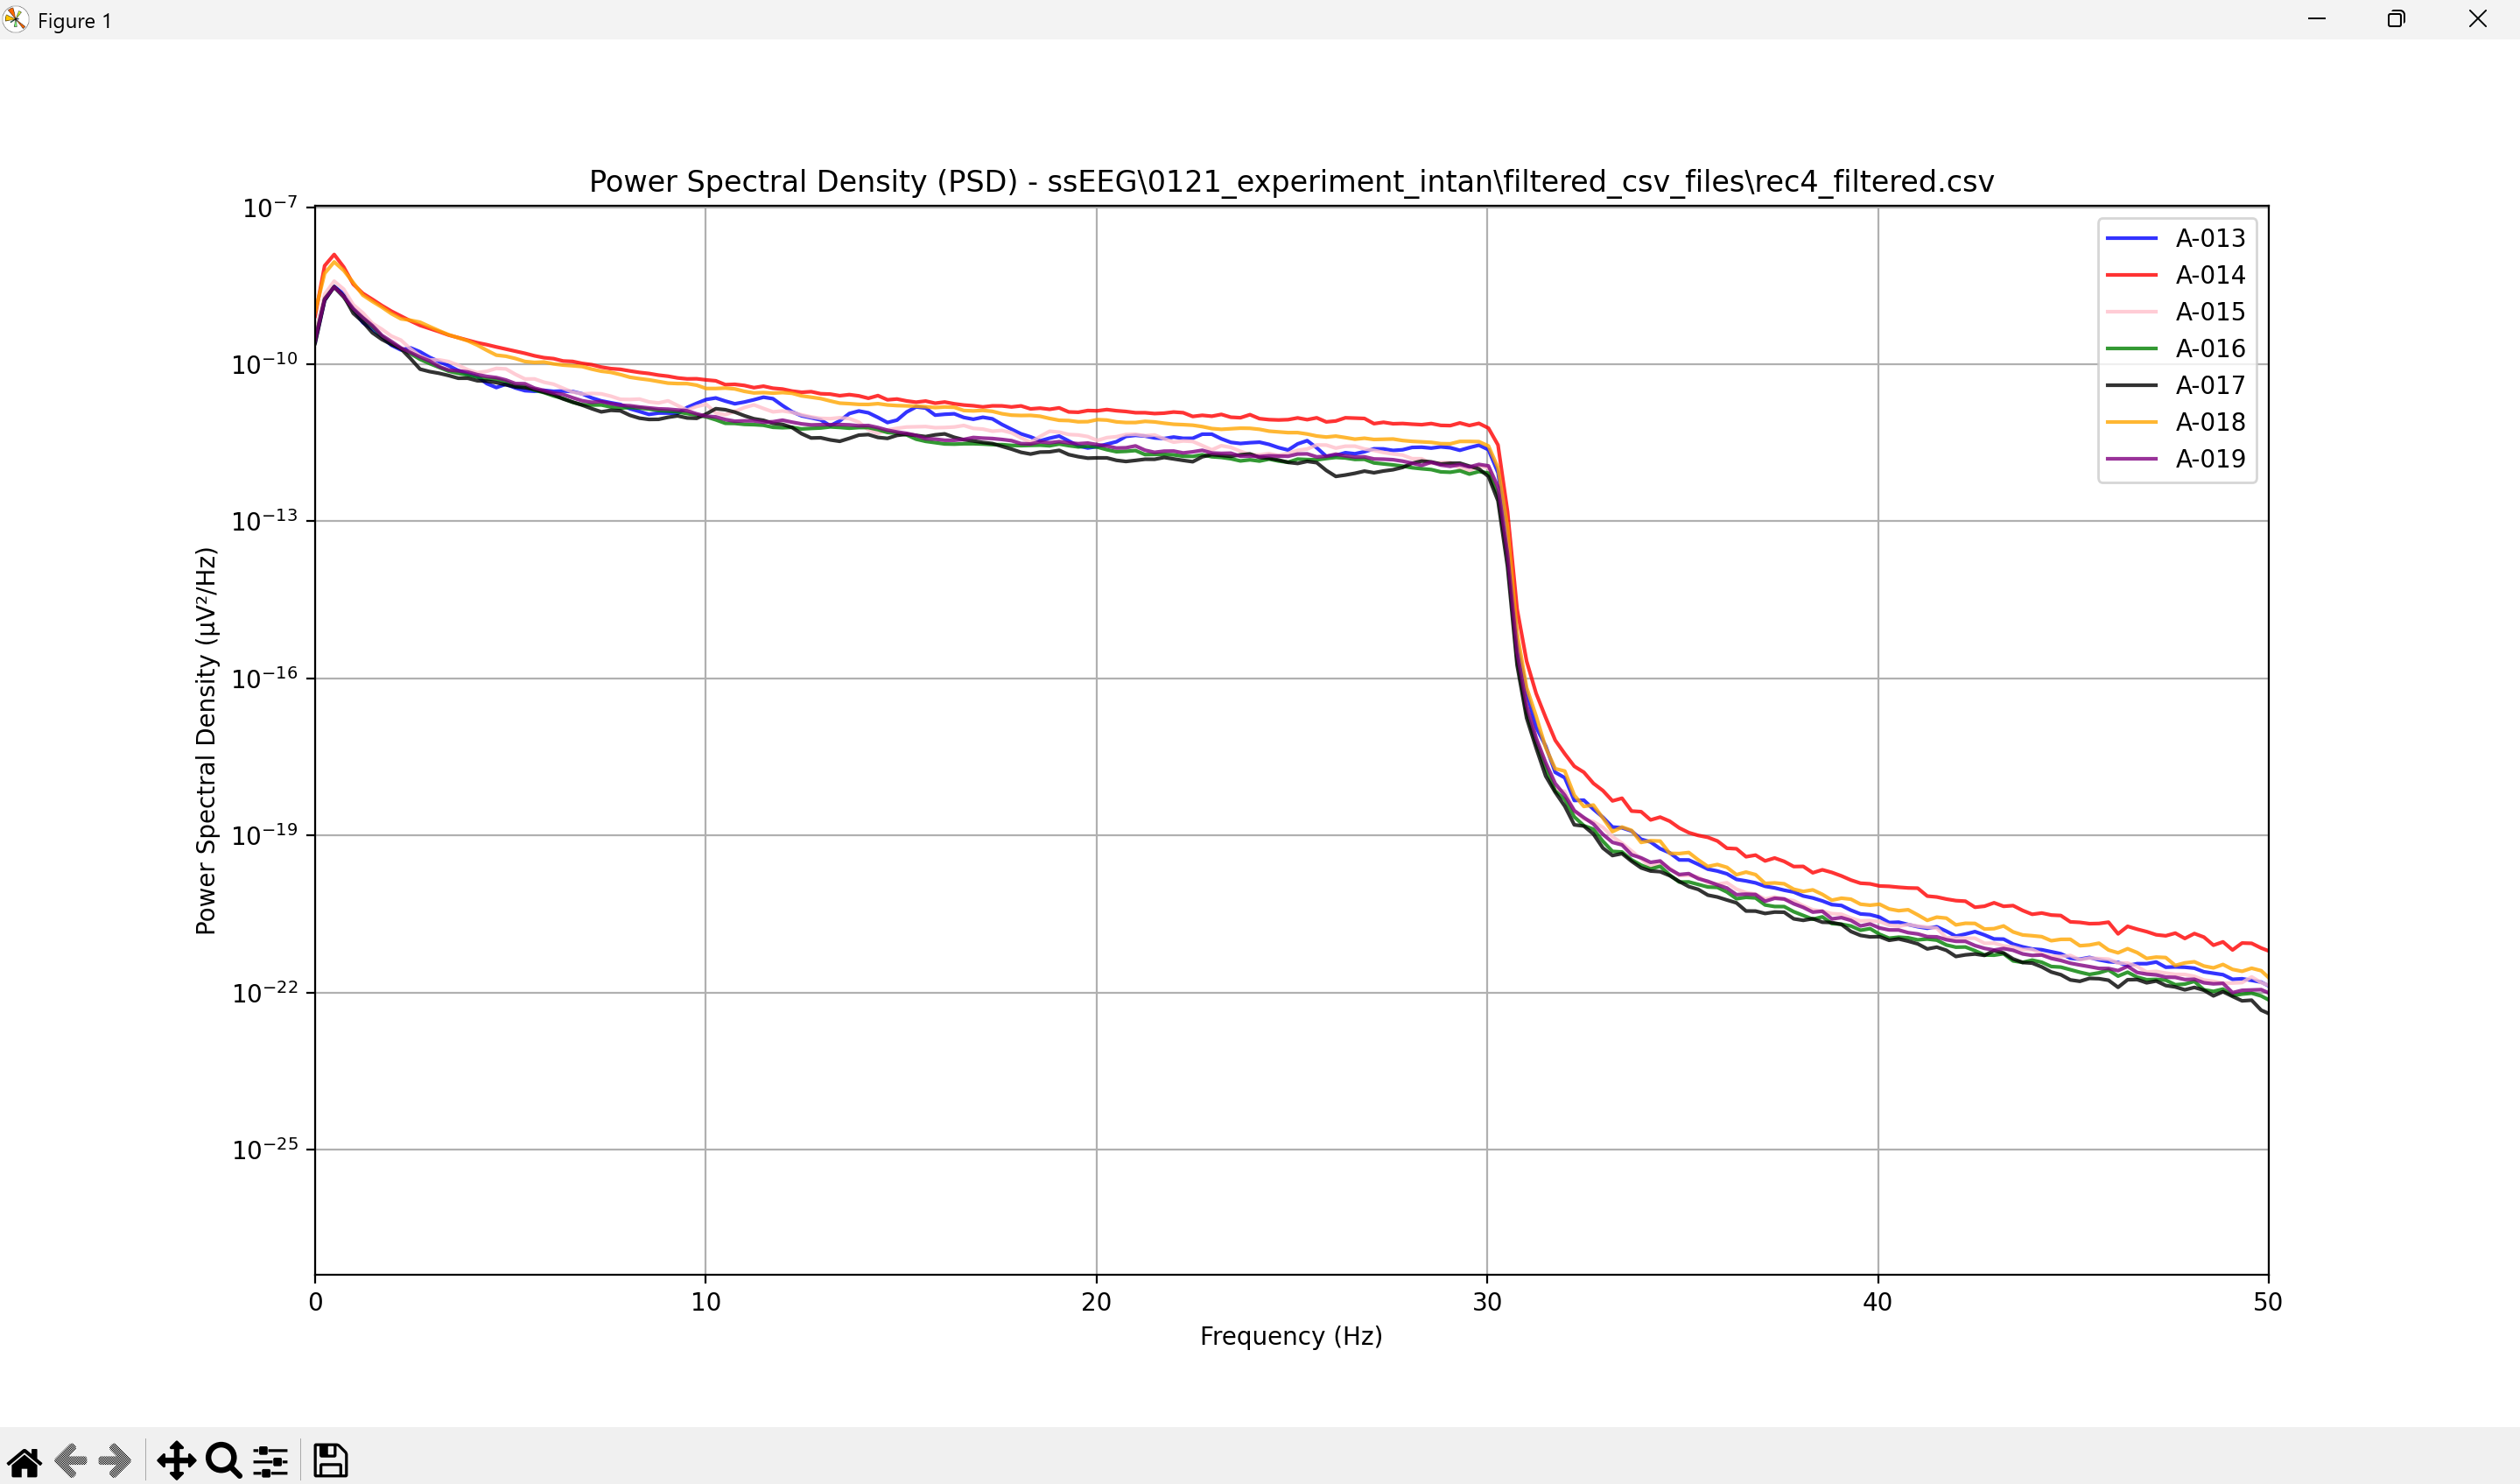 Figure 1
Power Spectral Density (PSD) - ssEEG\0121_experiment_intan\filtered_csv_files\rec4_filtered.csv
Power Spectral Density (µV²/Hz)
10⁻⁷
10⁻¹⁰
10⁻¹³
10⁻¹⁶
10⁻¹⁹
10⁻²²
10⁻²⁵
A-013
A-014
A-015
A-016
A-017
A-018
A-019
0 10 20 30 40 50
Frequency (Hz)